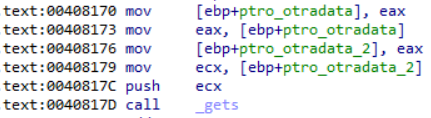 .text:00408170 mov     [ebp+ptro_otradata], eax
.text:00408173 mov     eax, [ebp+ptro_otradata]
.text:00408176 mov     [ebp+ptro_otradata_2], eax
.text:00408179 mov     ecx, [ebp+ptro_otradata_2]
.text:0040817C push    ecx
.text:0040817D call    _gets